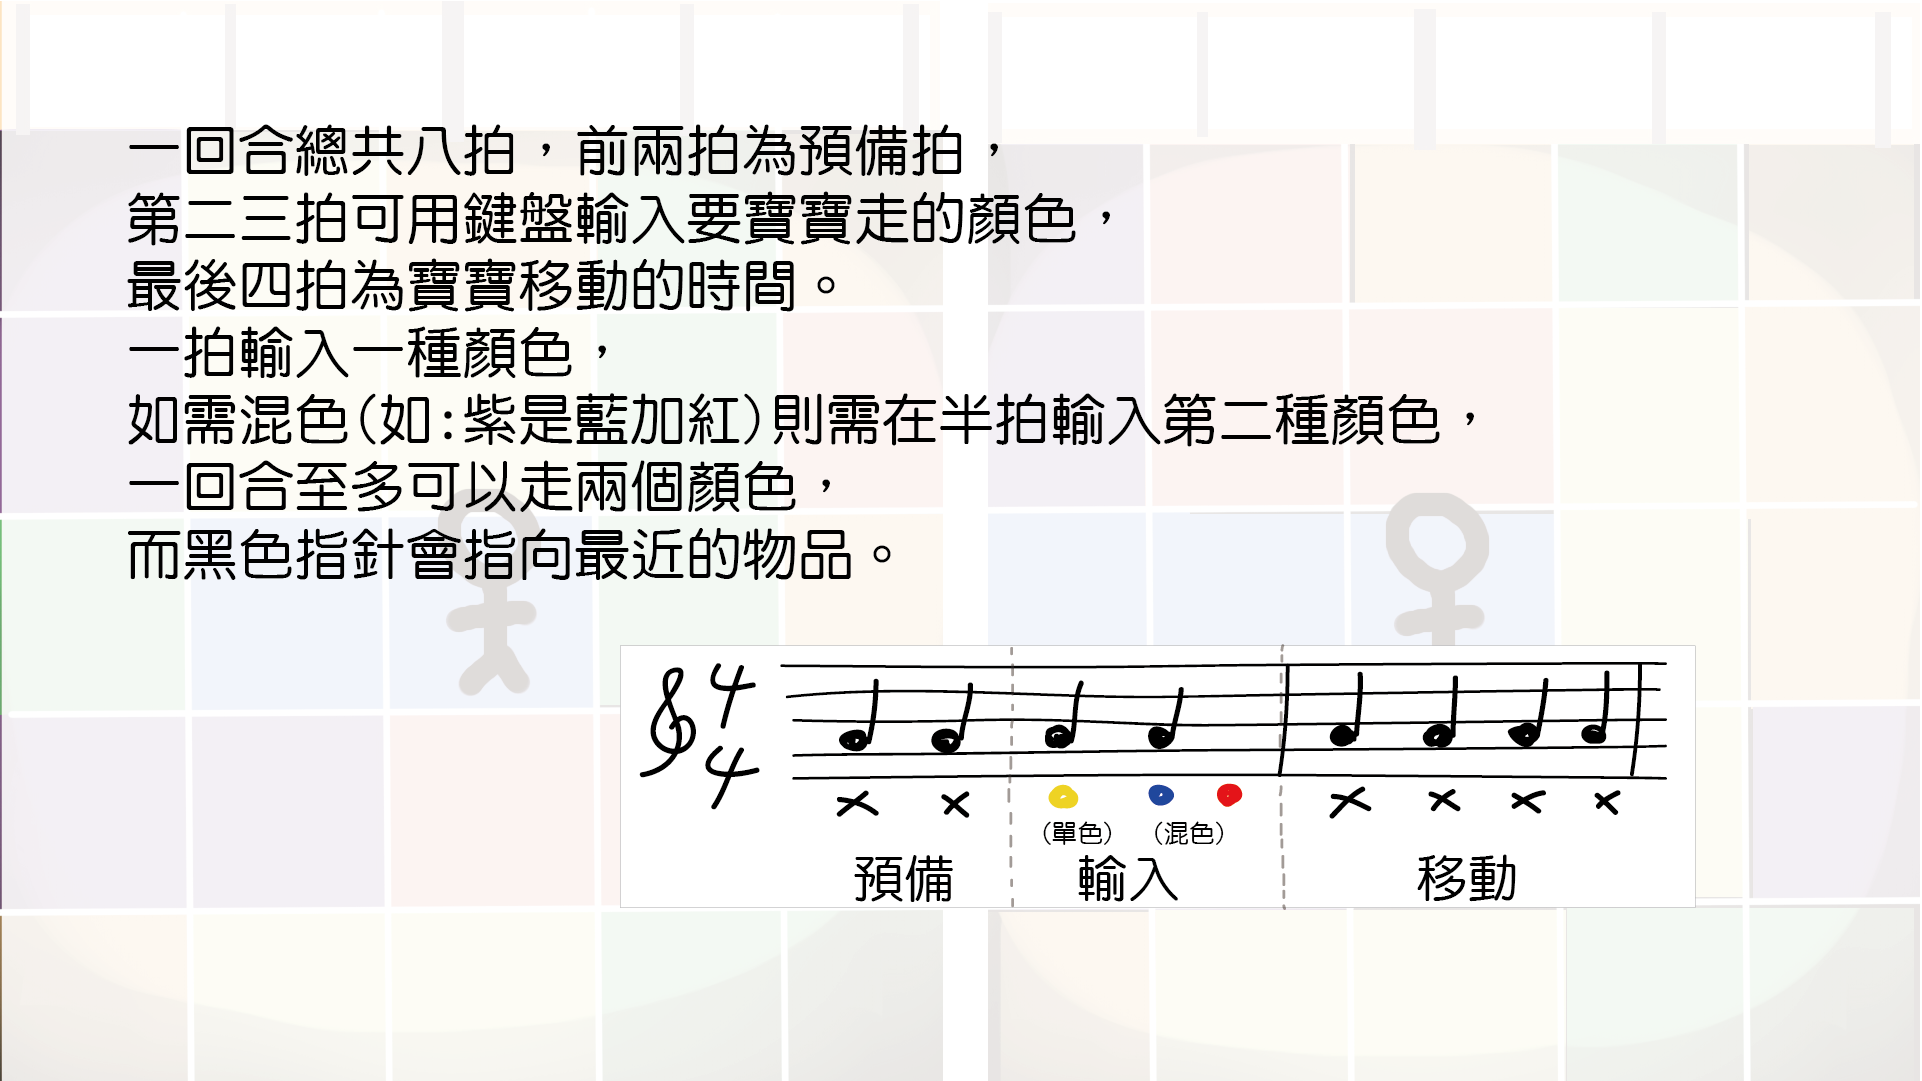 一回合總共八拍，前兩拍為預備拍，
第二三拍可用鍵盤輸入要寶寶走的顏色，
最後四拍為寶寶移動的時間。
一拍輸入一種顏色，
如需混色(如:紫是藍加紅)則需在半拍輸入第二種顏色，
一回合至多可以走兩個顏色，
而黑色指針會指向最近的物品。
4
4
(單色) (混色)
預備 輸入 移動